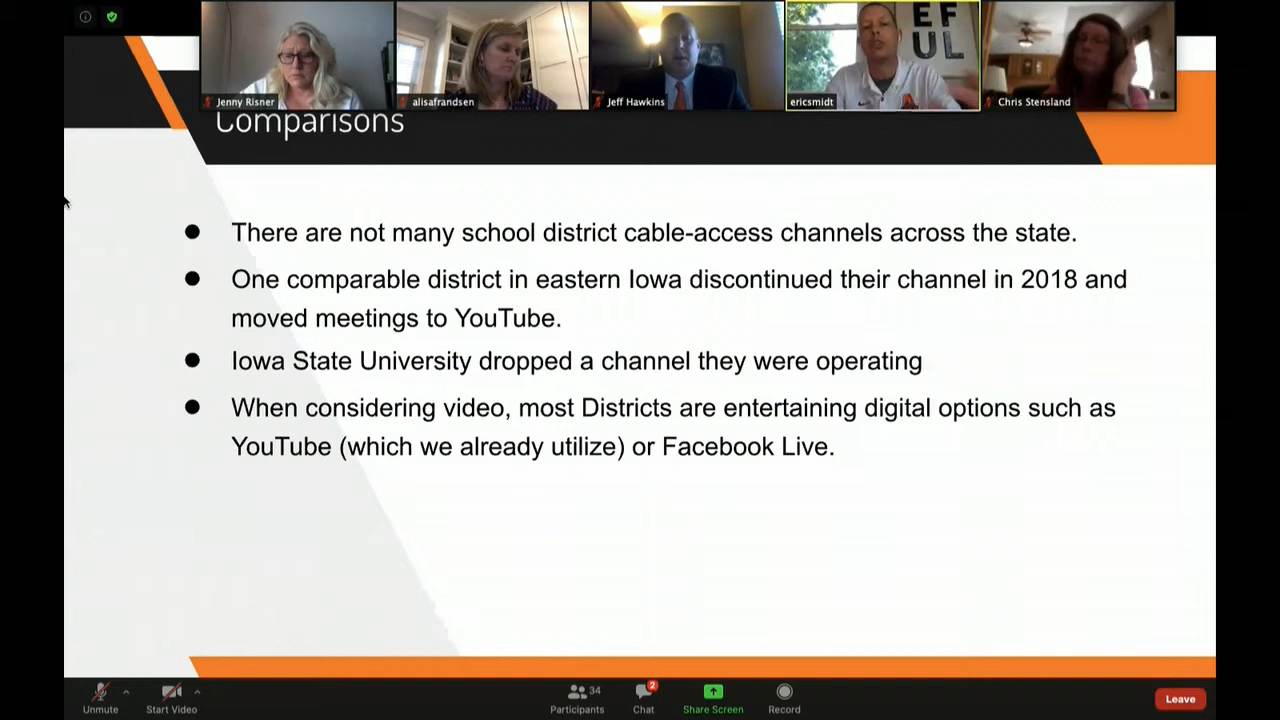 EF
UL
Jenny Risner
alisafrandsen
Jeff Hawkins
ericsmidt
Chris Stensland
Comparisons
There are not many school district cable-access channels across the state.
One comparable district in eastern Iowa discontinued their channel in 2018 and
moved meetings to YouTube.
Iowa State University dropped a channel they were operating
When considering video, most Districts are entertaining digital options such as
YouTube (which we already utilize) or Facebook Live.
34
2
Unmute
Start Video
Participants
Chat
Share Screen
Record
Leave